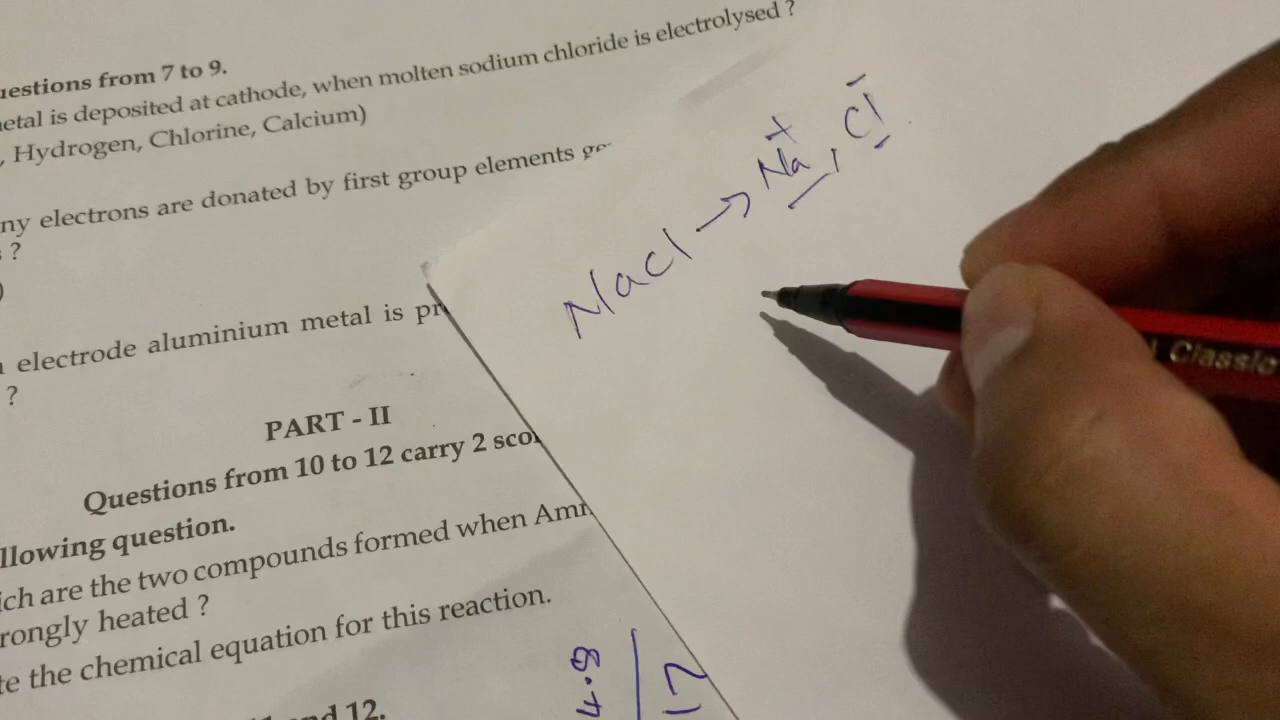 uestions from 7 to 9.
etal is deposited at cathode, when molten sodium chloride is electrolysed ?
, Hydrogen, Chlorine, Calcium)
ny electrons are donated by first group elements
?
)
electrode aluminium metal is
?
PART - II
Questions from 10 to 12 carry 2
llowing question.
ich are the two compounds formed when
rongly heated ?
te the chemical equation for this reaction.
nd 12.
NaCl → Na⁺, Cl⁻
Classic